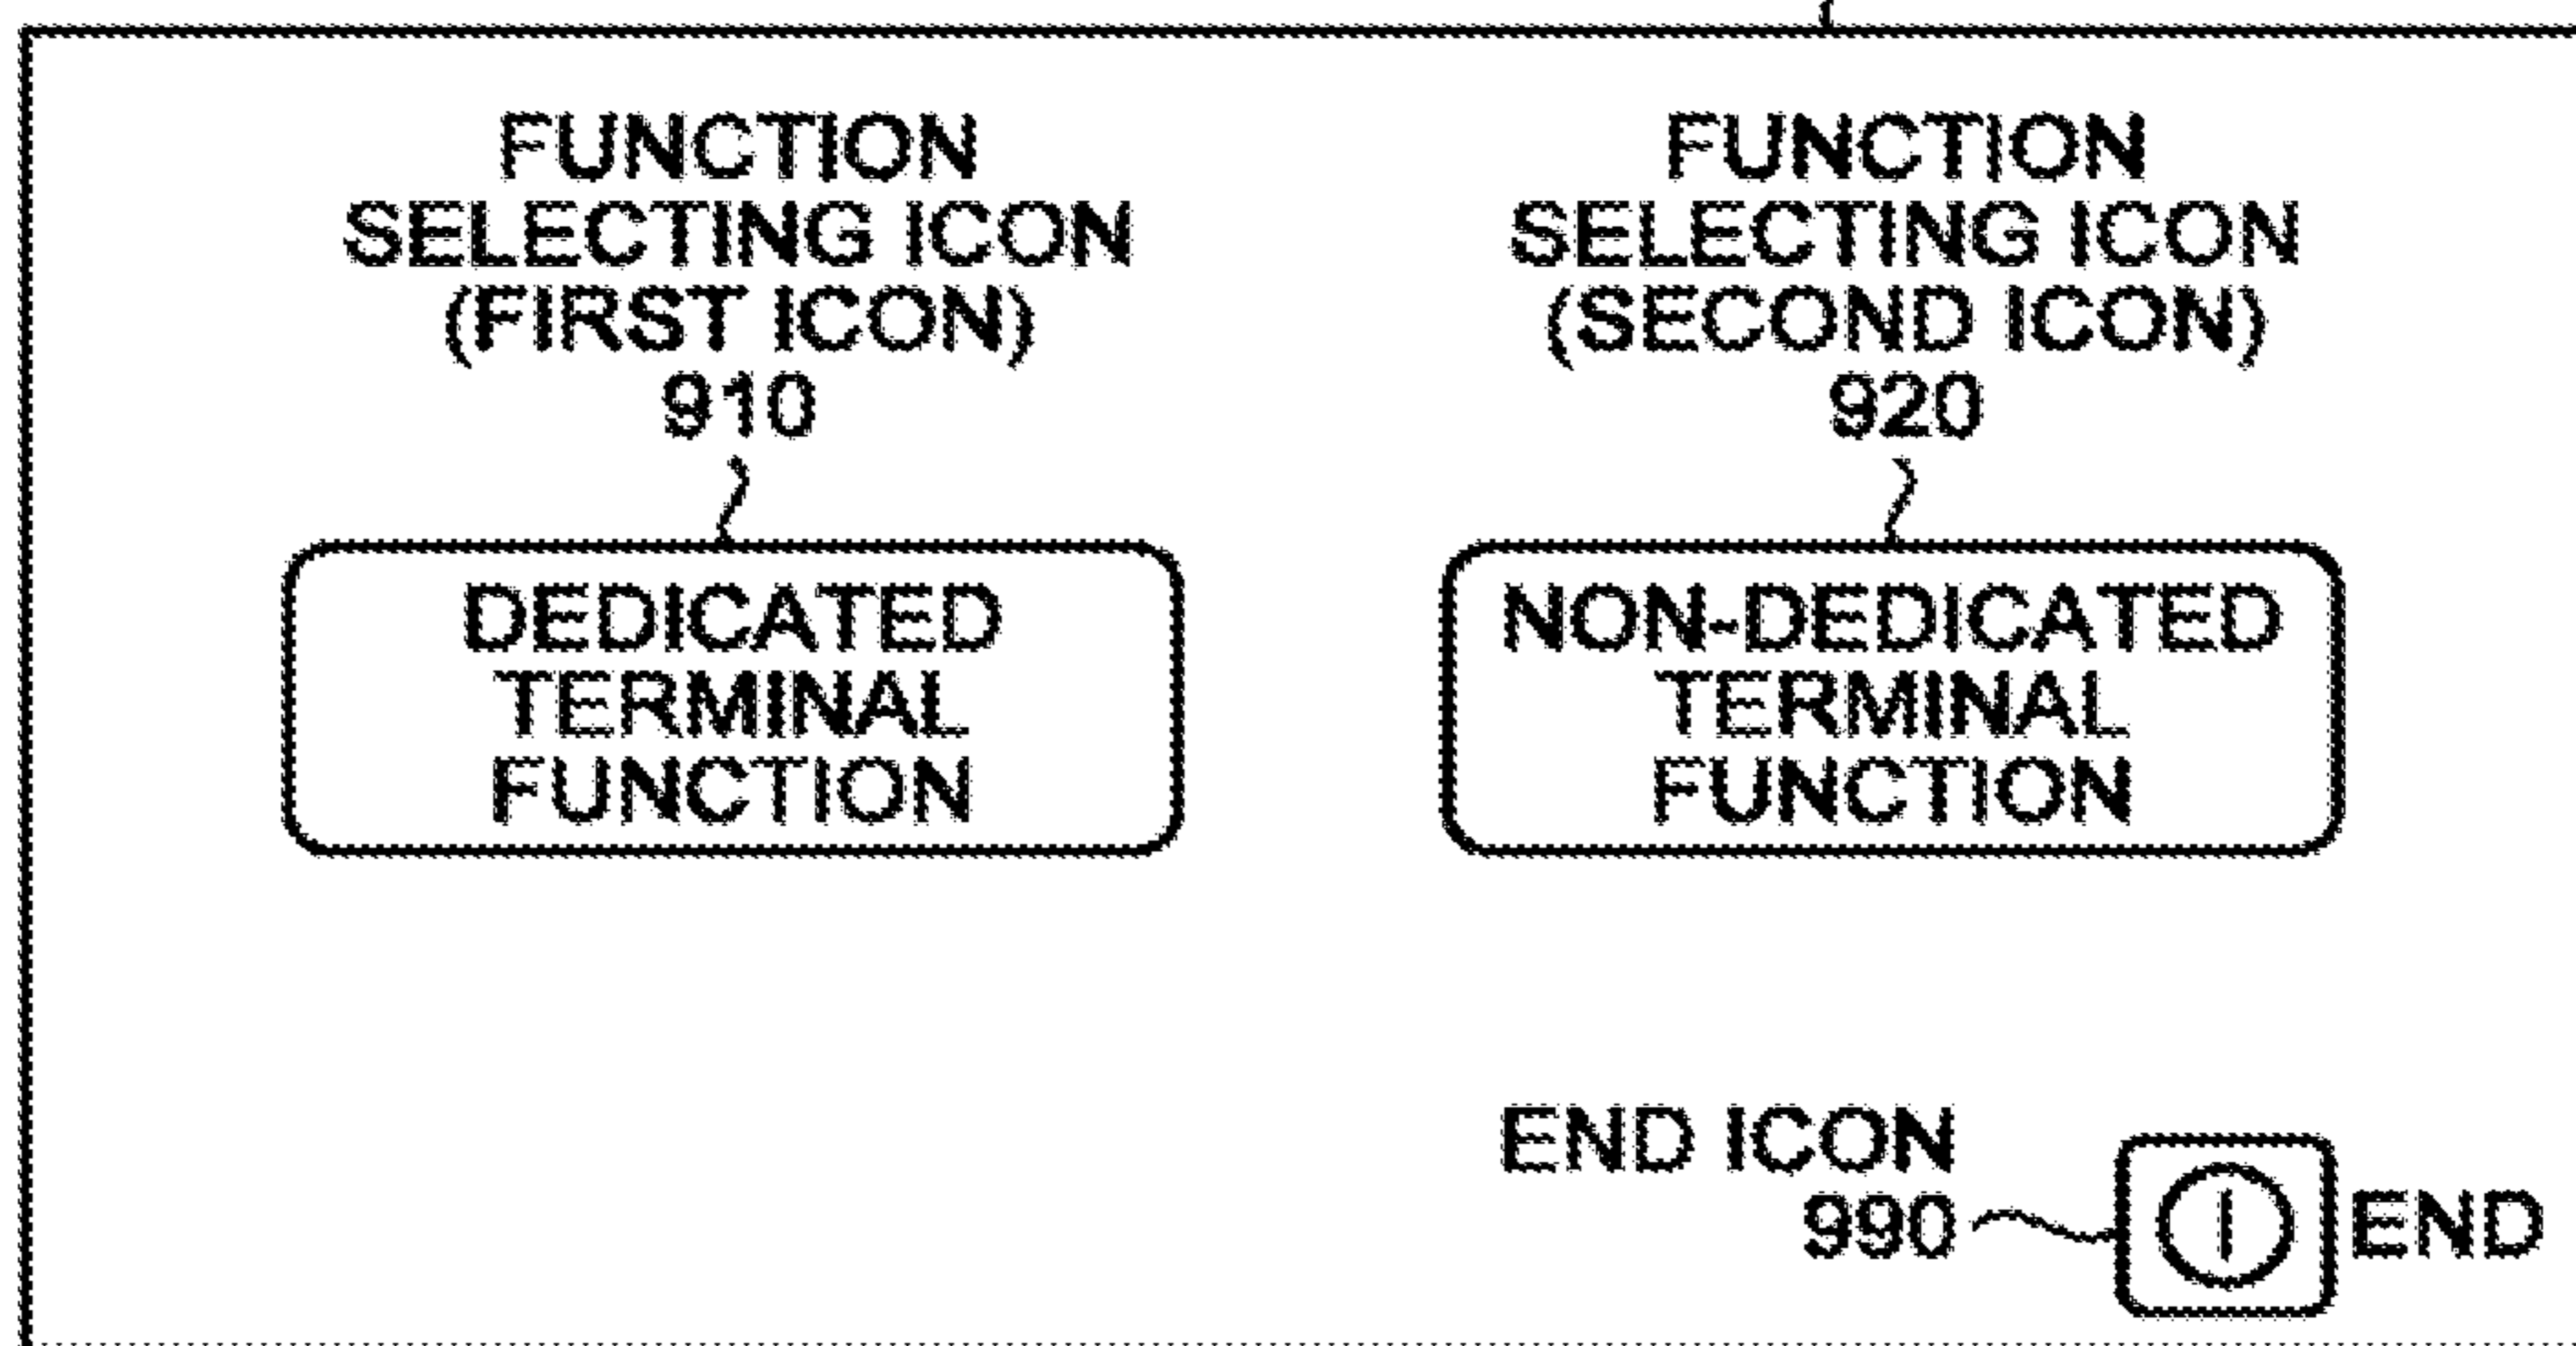 FUNCTION
SELECTING ICON
(FIRST ICON)
910
DEDICATED
TERMINAL
FUNCTION
FUNCTION
SELECTING ICON
(SECOND ICON)
920
NON-DEDICATED
TERMINAL
FUNCTION
END ICON
990
END